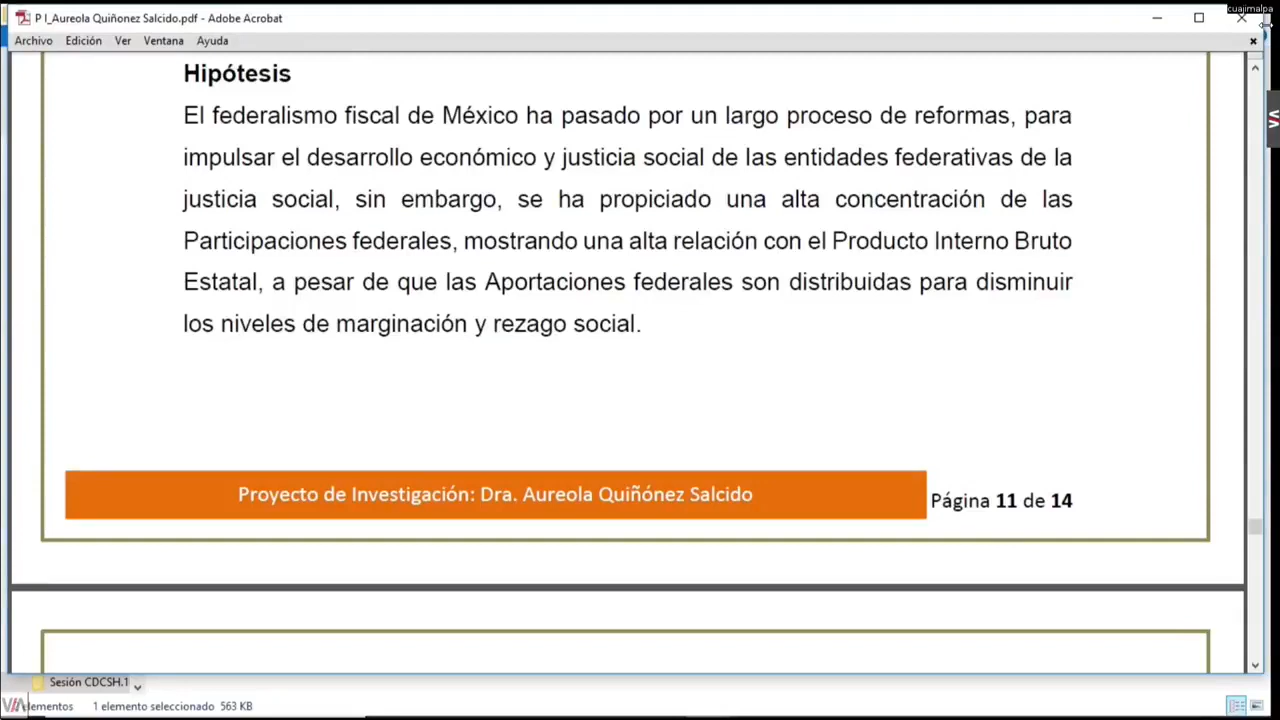 cuajimalpa
P I_Aureola Quiñonez Salcido.pdf - Adobe Acrobat
Archivo Edición Ver Ventana Ayuda
Hipótesis
El federalismo fiscal de México ha pasado por un largo proceso de reformas, para
impulsar el desarrollo económico y justicia social de las entidades federativas de la
justicia social, sin embargo, se ha propiciado una alta concentración de las
Participaciones federales, mostrando una alta relación con el Producto Interno Bruto
Estatal, a pesar de que las Aportaciones federales son distribuidas para disminuir
los niveles de marginación y rezago social.
Proyecto de Investigación: Dra. Aureola Quiñónez Salcido
Página 11 de 14
Sesión CDCSH.1
elementos 1 elemento seleccionado 563 KB